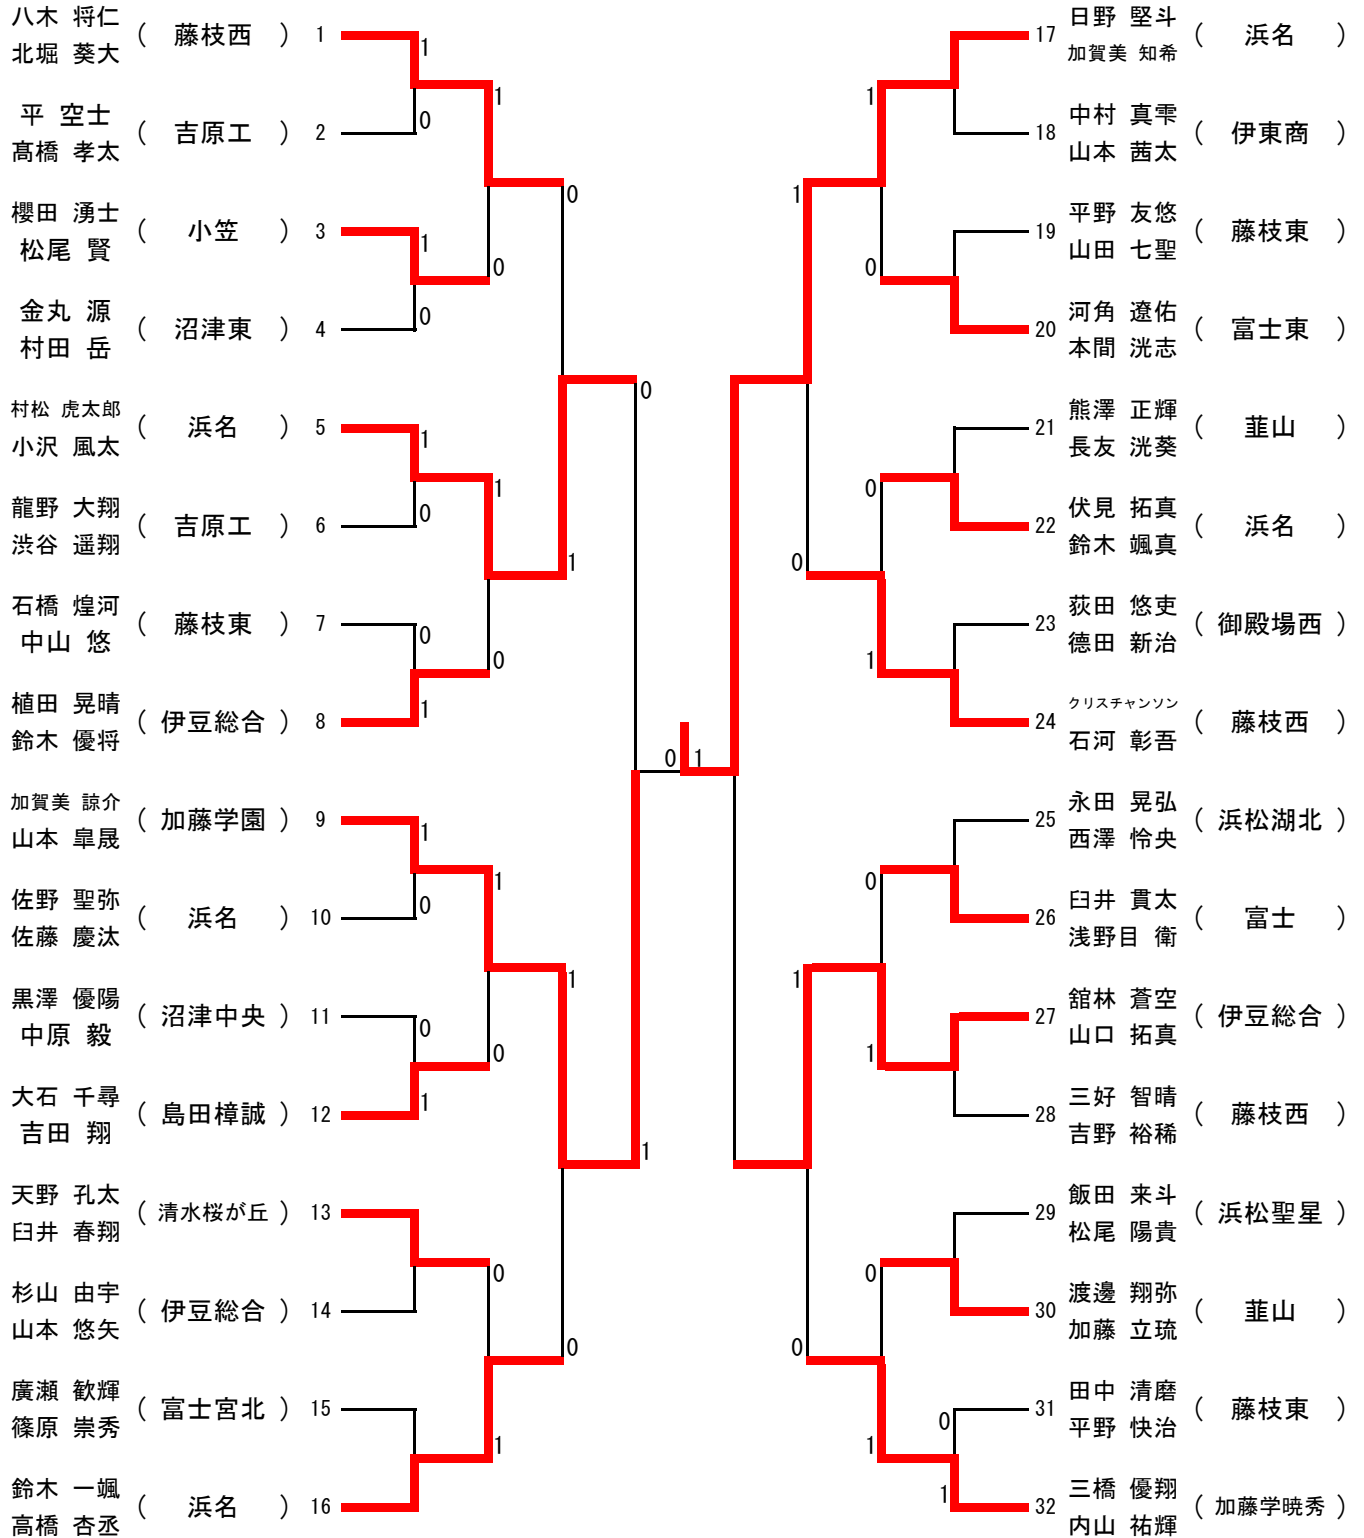 八木 将仁
北堀 葵大
( 藤枝西 ) 1
平 空士
髙橋 孝太
( 吉原工 ) 2
櫻田 湧士
松尾 賢
( 小笠 ) 3
金丸 源
村田 岳
( 沼津東 ) 4
村松 虎太郎
小沢 風太
( 浜名 ) 5
龍野 大翔
渋谷 遥翔
( 吉原工 ) 6
石橋 煌河
中山 悠
( 藤枝東 ) 7
植田 晃晴
鈴木 優将
( 伊豆総合 ) 8
加賀美 諒介
山本 皐晟
( 加藤学園 ) 9
佐野 聖弥
佐藤 慶汰
( 浜名 ) 10
黒澤 優陽
中原 毅
( 沼津中央 ) 11
大石 千尋
吉田 翔
( 島田樟誠 ) 12
天野 孔太
臼井 春翔
( 清水桜が丘 ) 13
杉山 由宇
山本 悠矢
( 伊豆総合 ) 14
廣瀬 歓輝
篠原 崇秀
( 富士宮北 ) 15
鈴木 一颯
高橋 杏丞
( 浜名 ) 16
1
0
1
0
1
0
0
1
1
0
0
1
1
0
1
0
1
0
0
1
0
1
1
0
0
1
0 1
1
0
1
0
0
1
0
1
0
1
0
1
0
1
0
1
17 日野 堅斗
加賀美 知希
( 浜名 )
18 中村 真雫
山本 茜太
( 伊東商 )
19 平野 友悠
山田 七聖
( 藤枝東 )
20 河角 遼佑
本間 洸志
( 富士東 )
21 熊澤 正輝
長友 洸葵
( 韮山 )
22 伏見 拓真
鈴木 颯真
( 浜名 )
23 荻田 悠吏
德田 新治
( 御殿場西 )
24 クリスチャンソン
石河 彰吾
( 藤枝西 )
25 永田 晃弘
西澤 怜央
( 浜松湖北 )
26 臼井 貫太
浅野目 衛
( 富士 )
27 舘林 蒼空
山口 拓真
( 伊豆総合 )
28 三好 智晴
吉野 裕稀
( 藤枝西 )
29 飯田 来斗
松尾 陽貴
( 浜松聖星 )
30 渡邊 翔弥
加藤 立琉
( 韮山 )
31 田中 清磨
平野 快治
( 藤枝東 )
32 三橋 優翔
内山 祐輝
( 加藤学暁秀 )